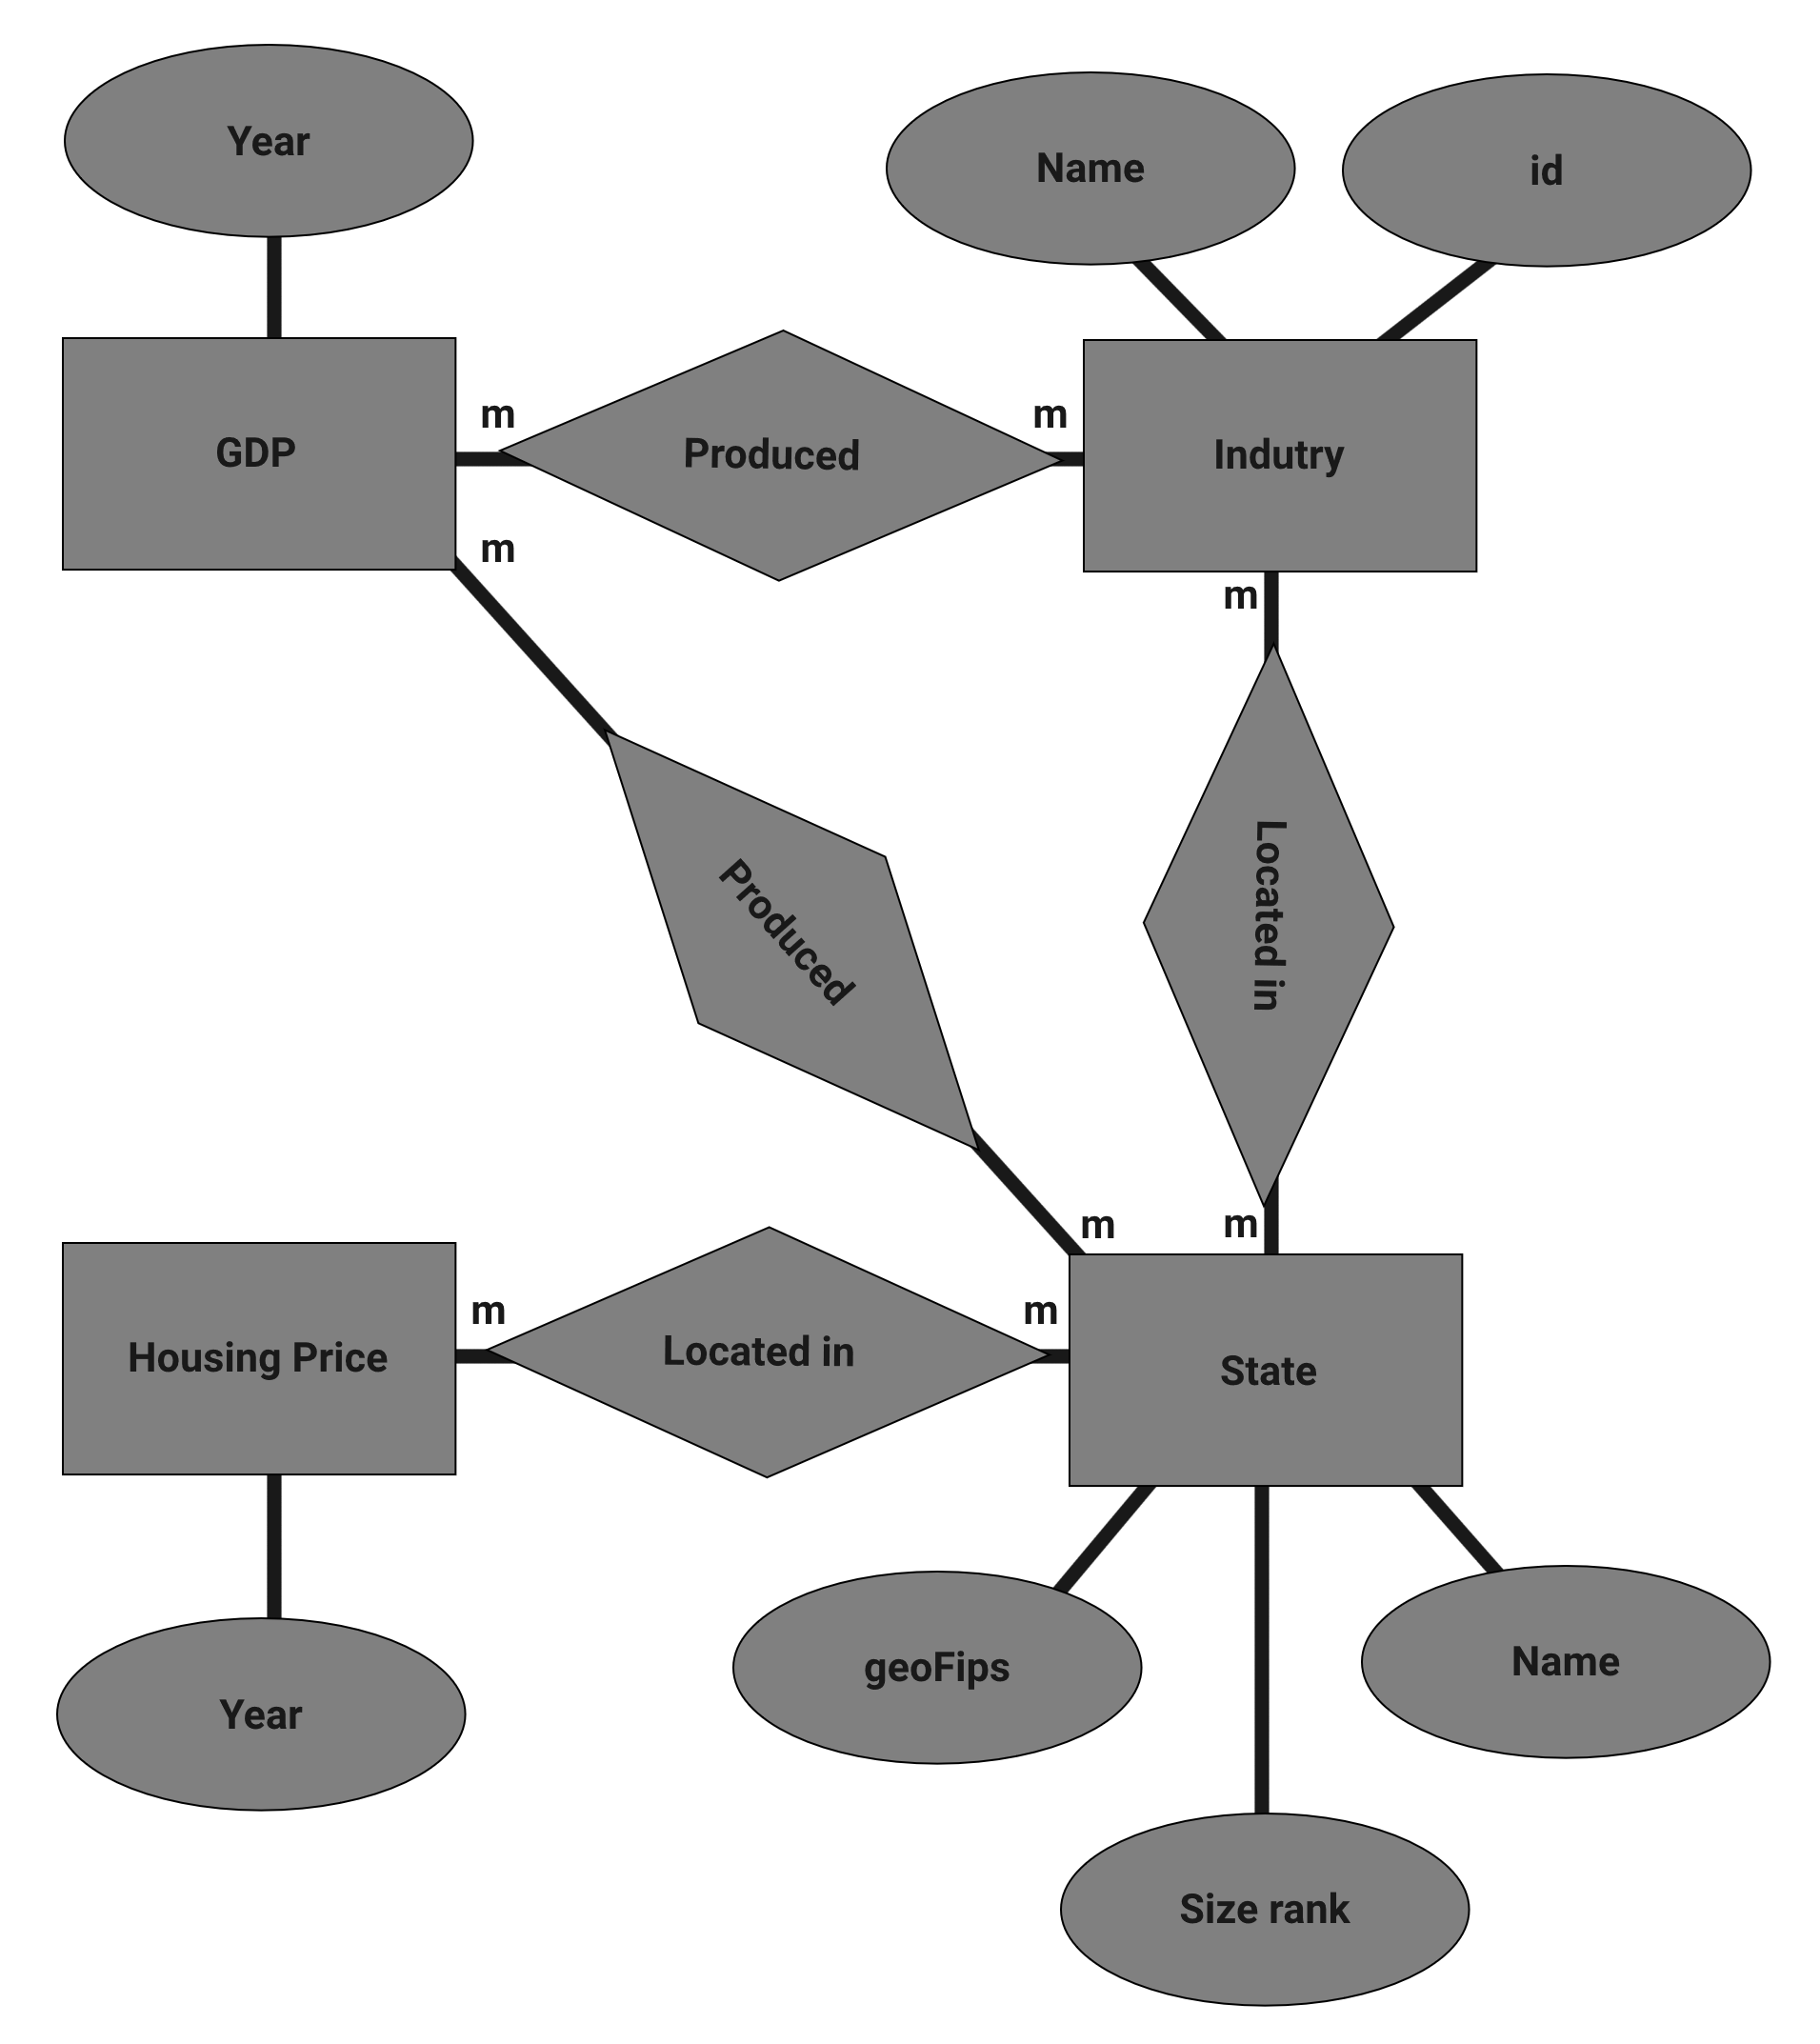 Year
Name
id
m
m
GDP
Produced
Indutry
m
m
Located in
Produced
m
m
m
m
Housing Price
Located in
State
geoFips
Name
Year
Size rank